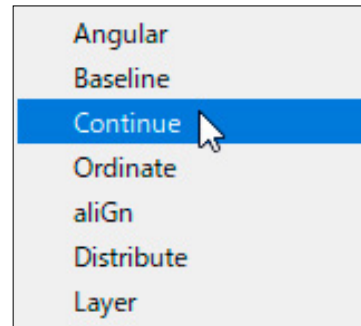 Angular
Baseline
Continue
Ordinate
aliGn
Distribute
Layer